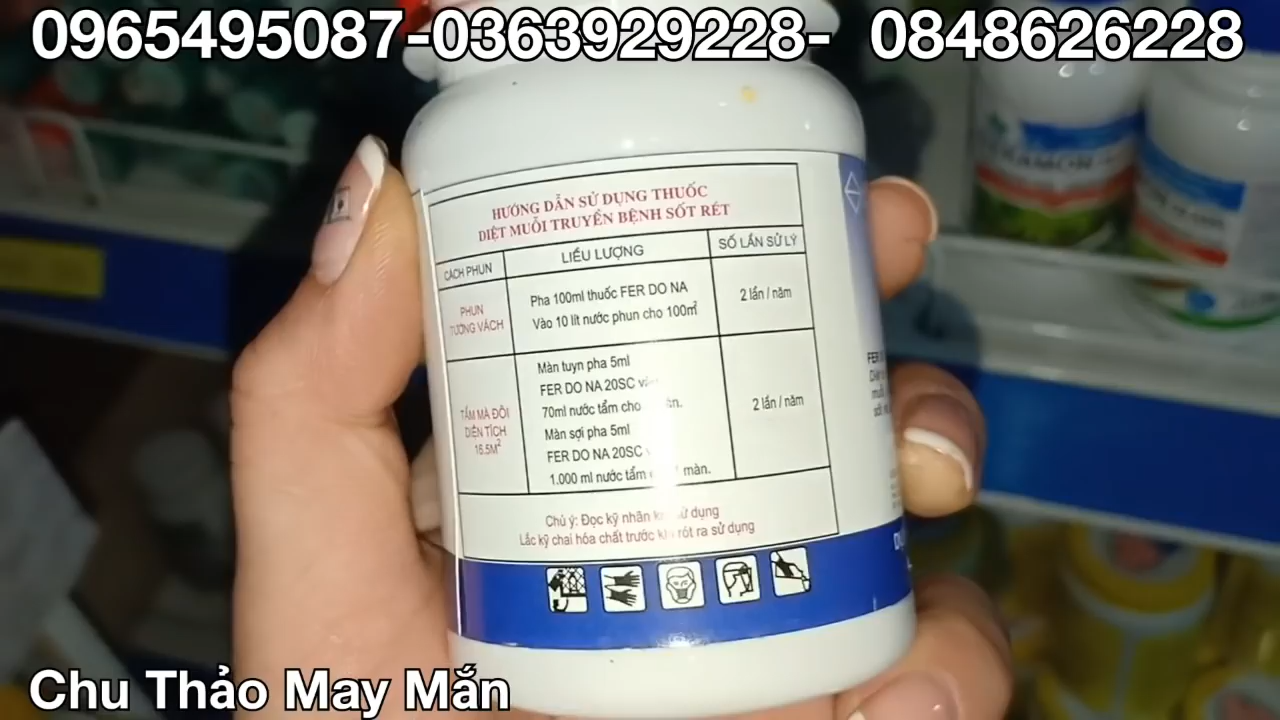 0965495087-0363929228- 0848626228
HƯỚNG DẪN SỬ DỤNG THUỐC
DIỆT MUỖI TRUYỀN BỆNH SỐT RÉT
CÁCH PHUN
LIỀU LƯỢNG
SỐ LẦN SỬ LÝ
PHUN
TƯỜNG VÁCH
Pha 100ml thuốc FER DO NA
Vào 10 lít nước phun cho 100m²
2 lần / năm
TẨM MÀ ĐÔI
DIỆN TÍCH
16.5M²
Màn tuyn pha 5ml
FER DO NA 20SC
70ml nước tẩm cho
Màn sợi pha 5ml
FER DO NA 20SC
1.000 ml nước tẩm màn.
2 lần / năm
Chú ý: Đọc kỹ nhãn sử dụng
Lắc kỹ chai hóa chất trước rót ra sử dụng
FER
Chu Thảo May Mắn